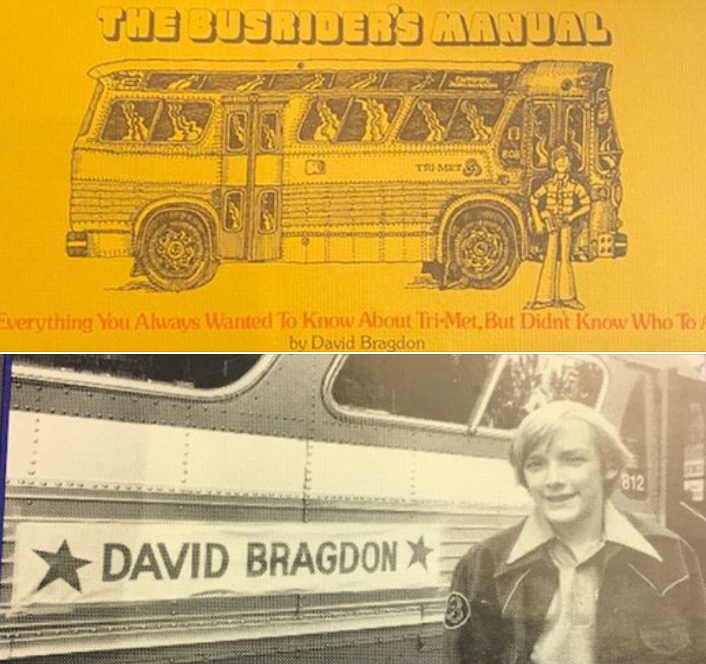 THE BUSRIDER'S MANUAL
TRI-MET
808
Everything You Always Wanted To Know About Tri-Met, But Didn't Know Who To A
by David Bragdon
812
★ DAVID BRAGDON ★